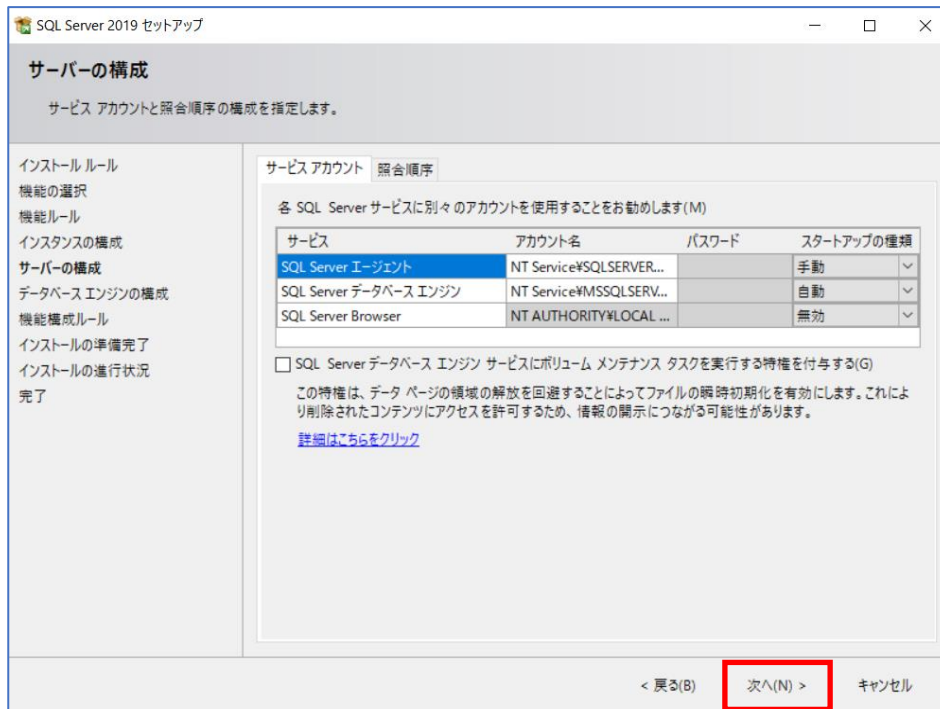 SQL Server 2019 セットアップ
サーバーの構成
サービス アカウントと照合順序の構成を指定します。
インストール ルール
機能の選択
機能ルール
インスタンスの構成
サーバーの構成
データベース エンジンの構成
機能構成ルール
インストールの準備完了
インストールの進行状況
完了
サービス アカウント 照合順序
各 SQL Server サービスに別々のアカウントを使用することをお勧めします(M)
サービス アカウント名 パスワード スタートアップの種類
SQL Server エージェント NT Service¥SQLSERVER... 手動
SQL Server データベース エンジン NT Service¥MSSQLSERV... 自動
SQL Server Browser NT AUTHORITY¥LOCAL ... 無効
SQL Server データベース エンジン サービスにボリューム メンテナンス タスクを実行する特権を付与する(G)
この特権は、データ ページの領域の解放を回避することによってファイルの瞬時初期化を有効にします。これによ
り削除されたコンテンツにアクセスを許可するため、情報の開示につながる可能性があります。
詳細はこちらをクリック
< 戻る(B) 次へ(N) > キャンセル